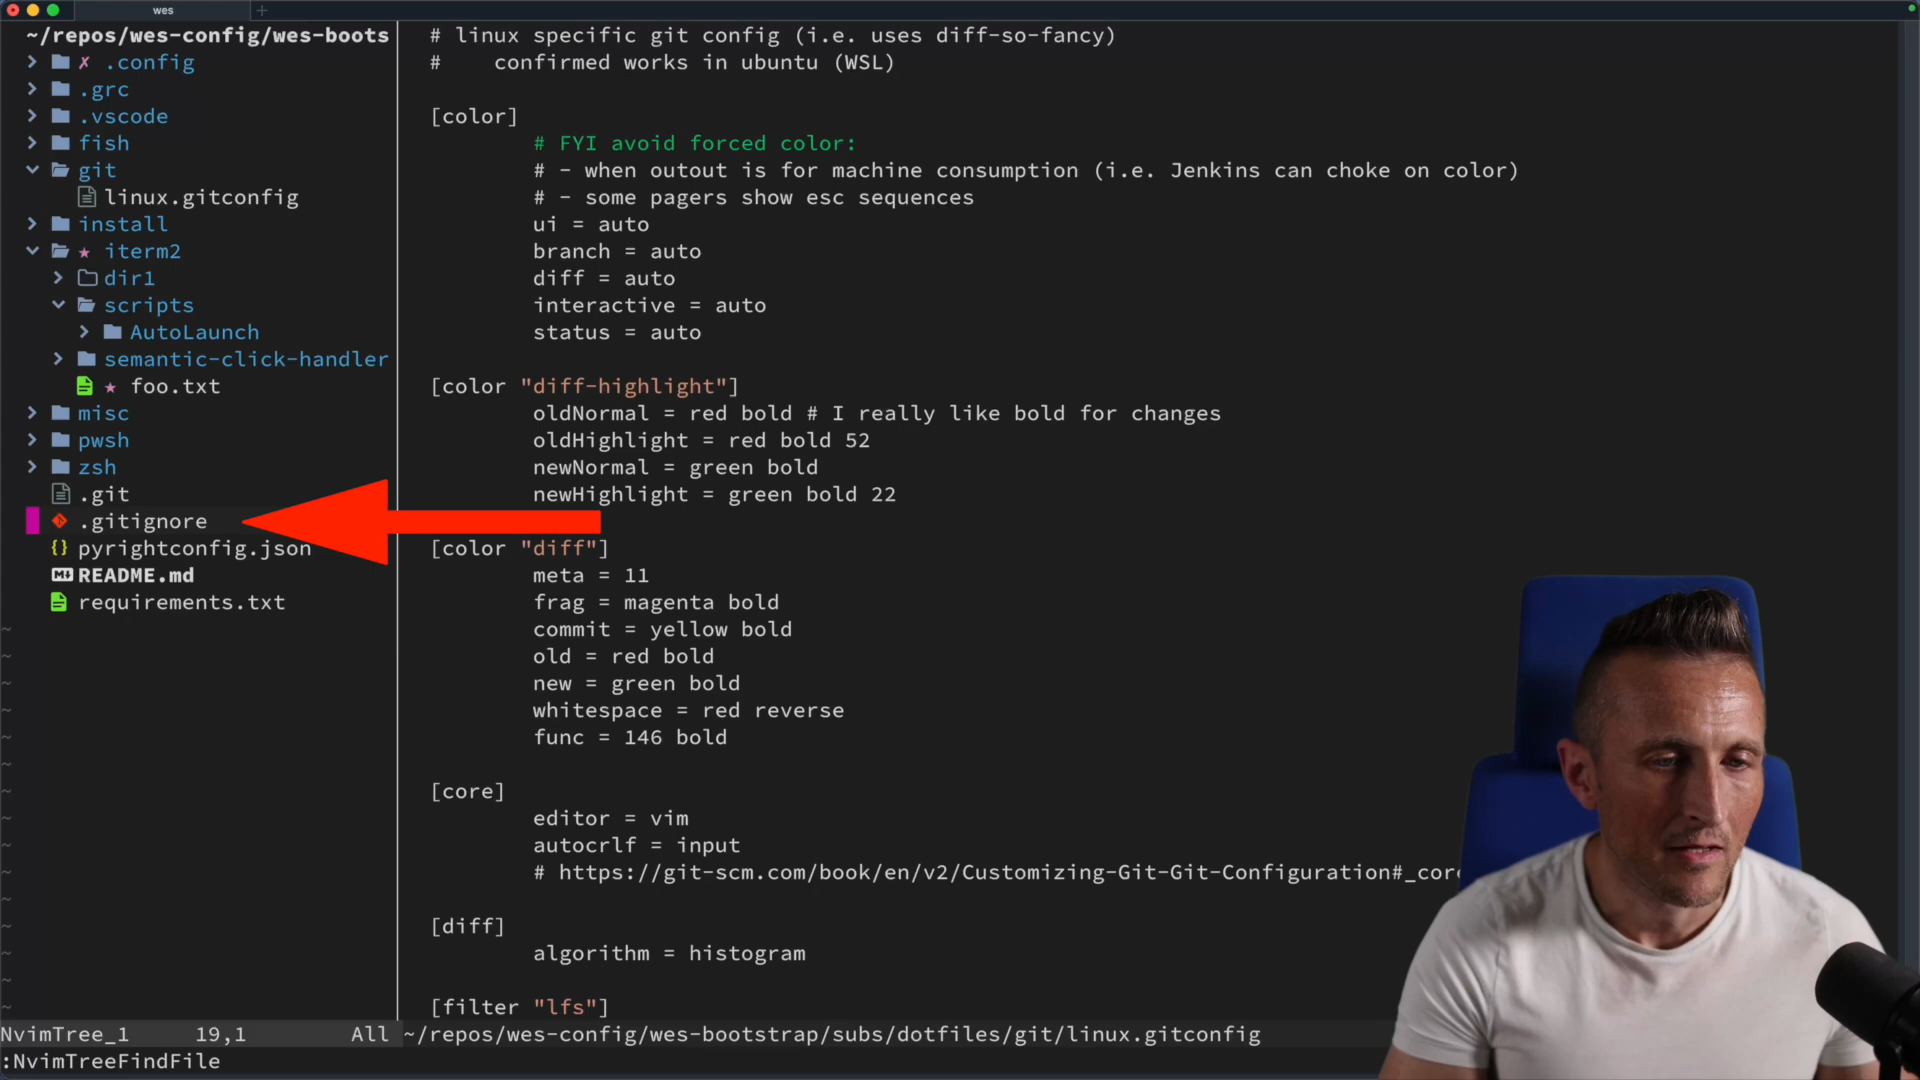 wes
~/repos/wes-config/wes-boots
✗ .config
.grc
.vscode
fish
git
linux.gitconfig
install
★ iterm2
dir1
scripts
AutoLaunch
semantic-click-handler
★ foo.txt
misc
pwsh
zsh
.git
.gitignore
{} pyrightconfig.json
README.md
requirements.txt
# linux specific git config (i.e. uses diff-so-fancy)
#    confirmed works in ubuntu (WSL)
[color]
# FYI avoid forced color:
# - when outout is for machine consumption (i.e. Jenkins can choke on color)
# - some pagers show esc sequences
ui = auto
branch = auto
diff = auto
interactive = auto
status = auto
[color "diff-highlight"]
oldNormal = red bold # I really like bold for changes
oldHighlight = red bold 52
newNormal = green bold
newHighlight = green bold 22
[color "diff"]
meta = 11
frag = magenta bold
commit = yellow bold
old = red bold
new = green bold
whitespace = red reverse
func = 146 bold
[core]
editor = vim
autocrlf = input
# https://git-scm.com/book/en/v2/Customizing-Git-Git-Configuration#_core
[diff]
algorithm = histogram
[filter "lfs"]
NvimTree_1 19,1 All
~/repos/wes-config/wes-bootstrap/subs/dotfiles/git/linux.gitconfig
:NvimTreeFindFile